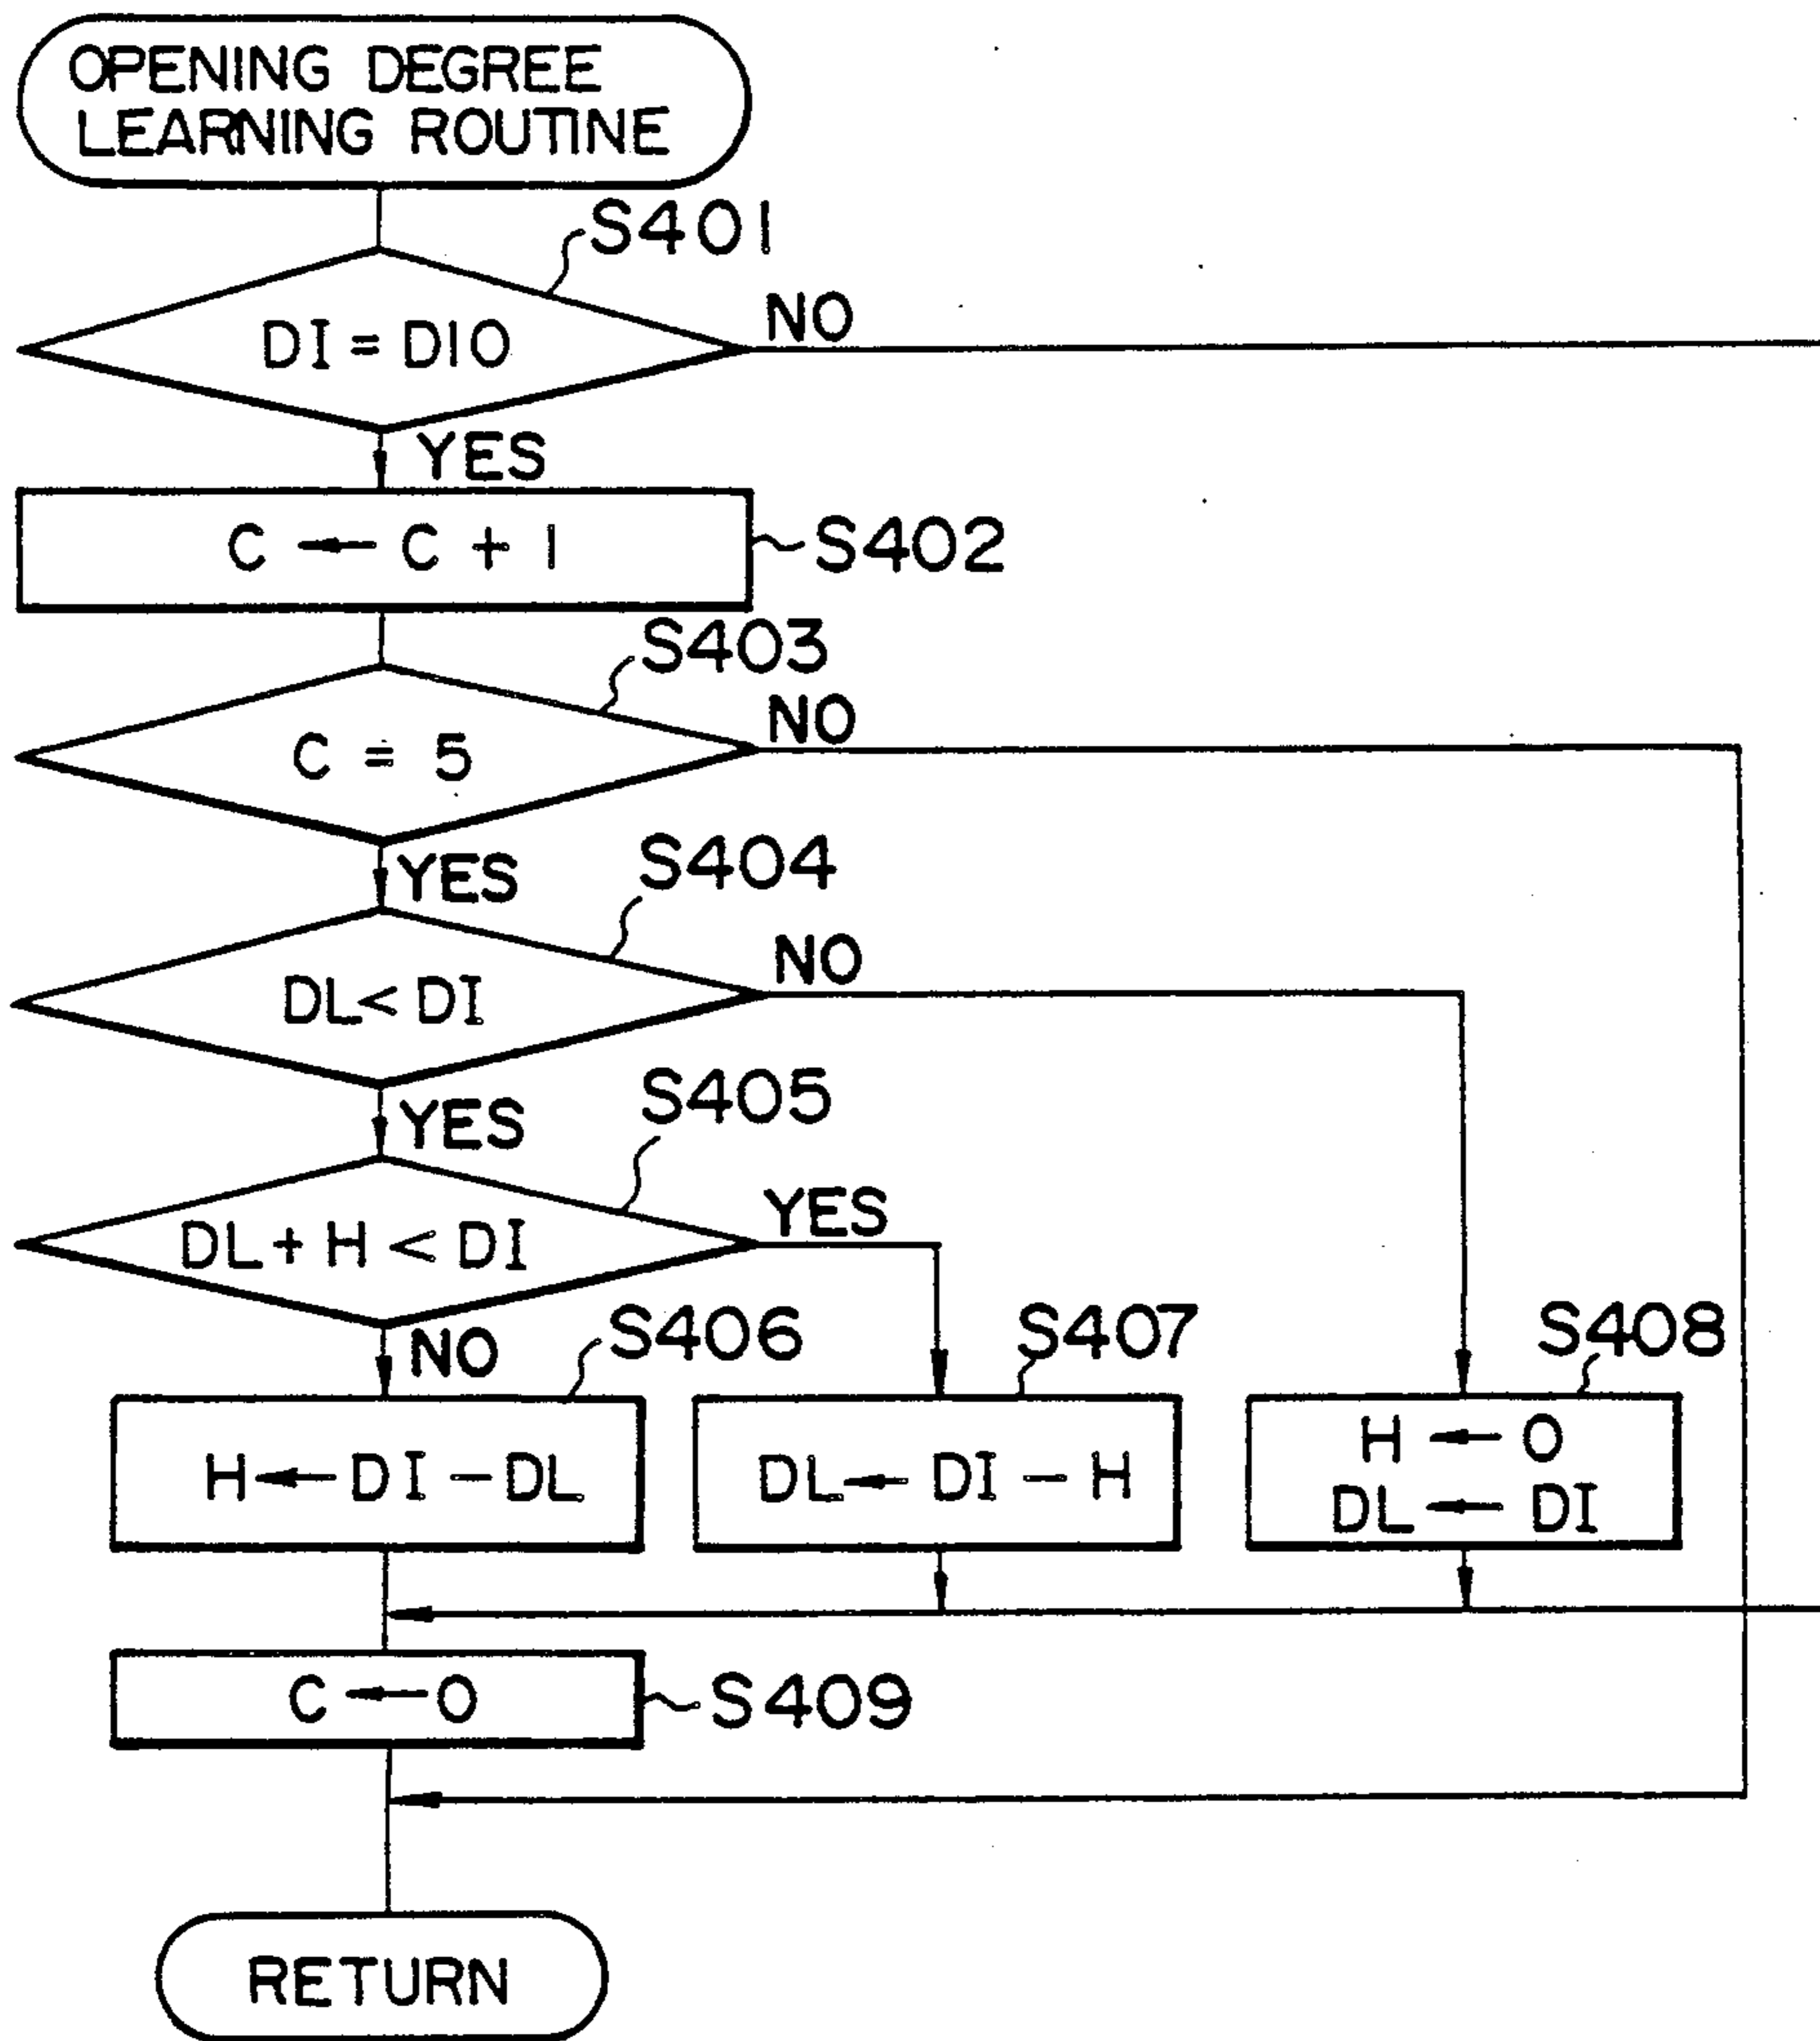 OPENING DEGREE
LEARNING ROUTINE
S401
DI = DIO
NO
YES
C ← C + 1
S402
S403
C = 5
NO
YES
S404
DL < DI
NO
YES
S405
DL + H < DI
YES
NO
S406
S407
S408
H ← DI - DL
DL ← DI - H
H ← 0
DL ← DI
C ← 0
S409
RETURN